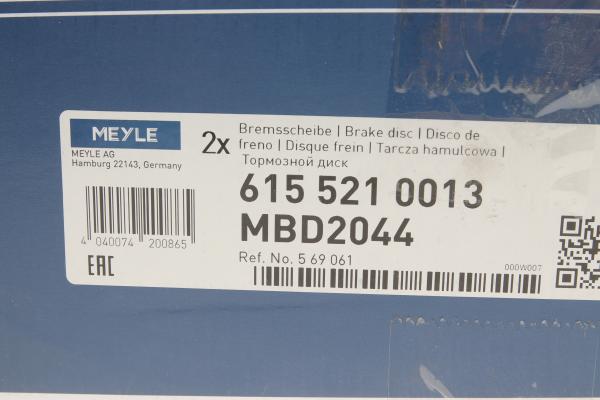 MEYLE
MEYLE AG
Hamburg 22143, Germany
2x
Bremsscheibe | Brake disc | Disco de
freno | Disque frein | Tarcza hamulcowa |
Тормозной диск
615 521 0013
MBD2044
Ref. No. 5 69 061
4 040074 200865
EAC
000W007